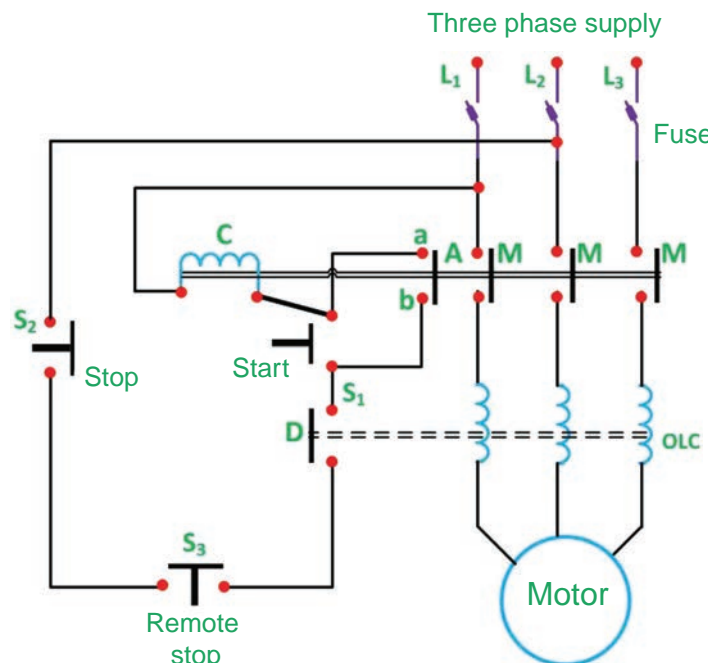 Three phase supply
L1 L2 L3
Fuse
C a A M M M
b
S2
Stop Start
S1
D OLC
S3
Remote
stop
Motor